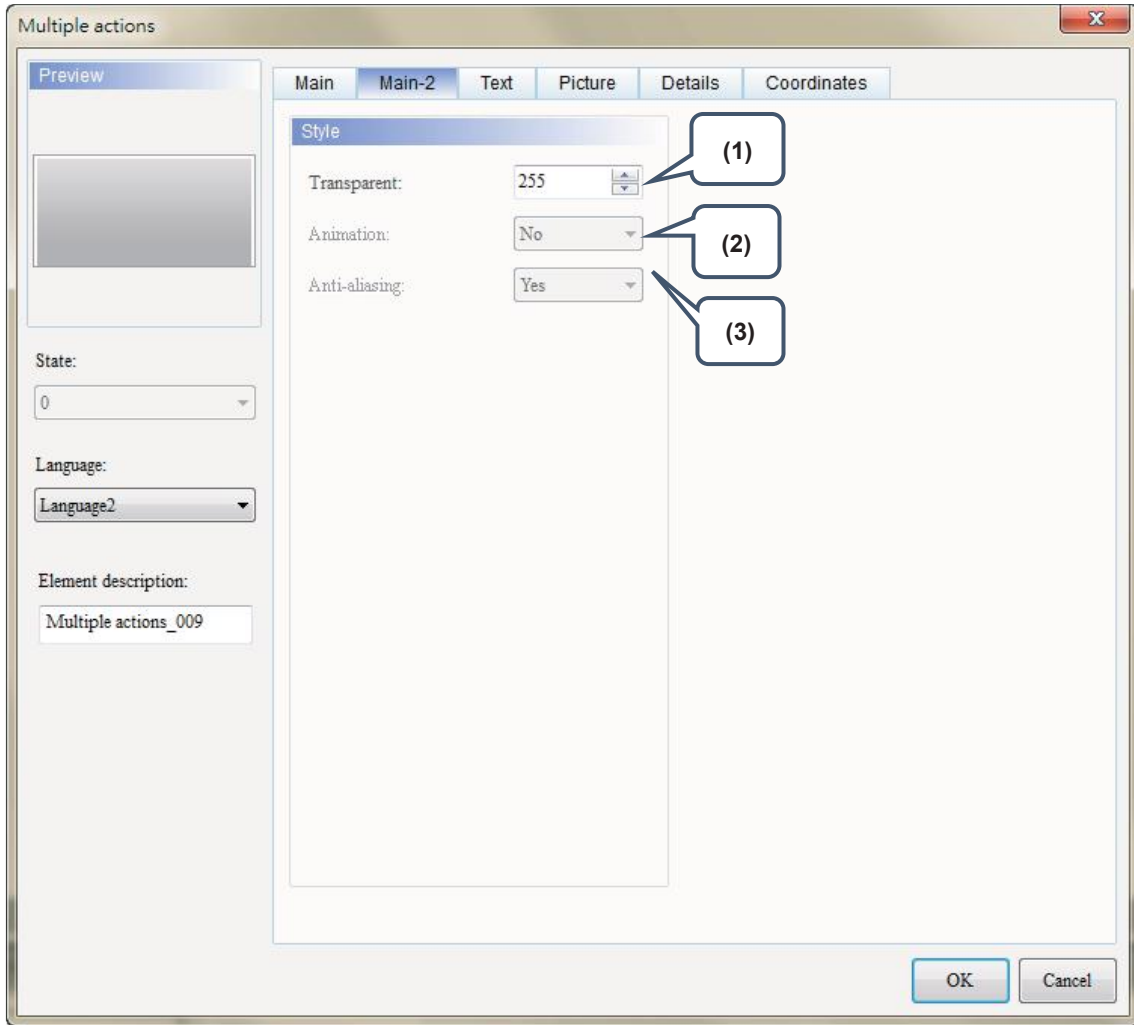 Multiple actions
Preview
Main Main-2 Text Picture Details Coordinates
Style
Transparent: 255
(1)
Animation: No
(2)
Anti-aliasing: Yes
(3)
State:
0
Language:
Language2
Element description:
Multiple actions_009
OK Cancel